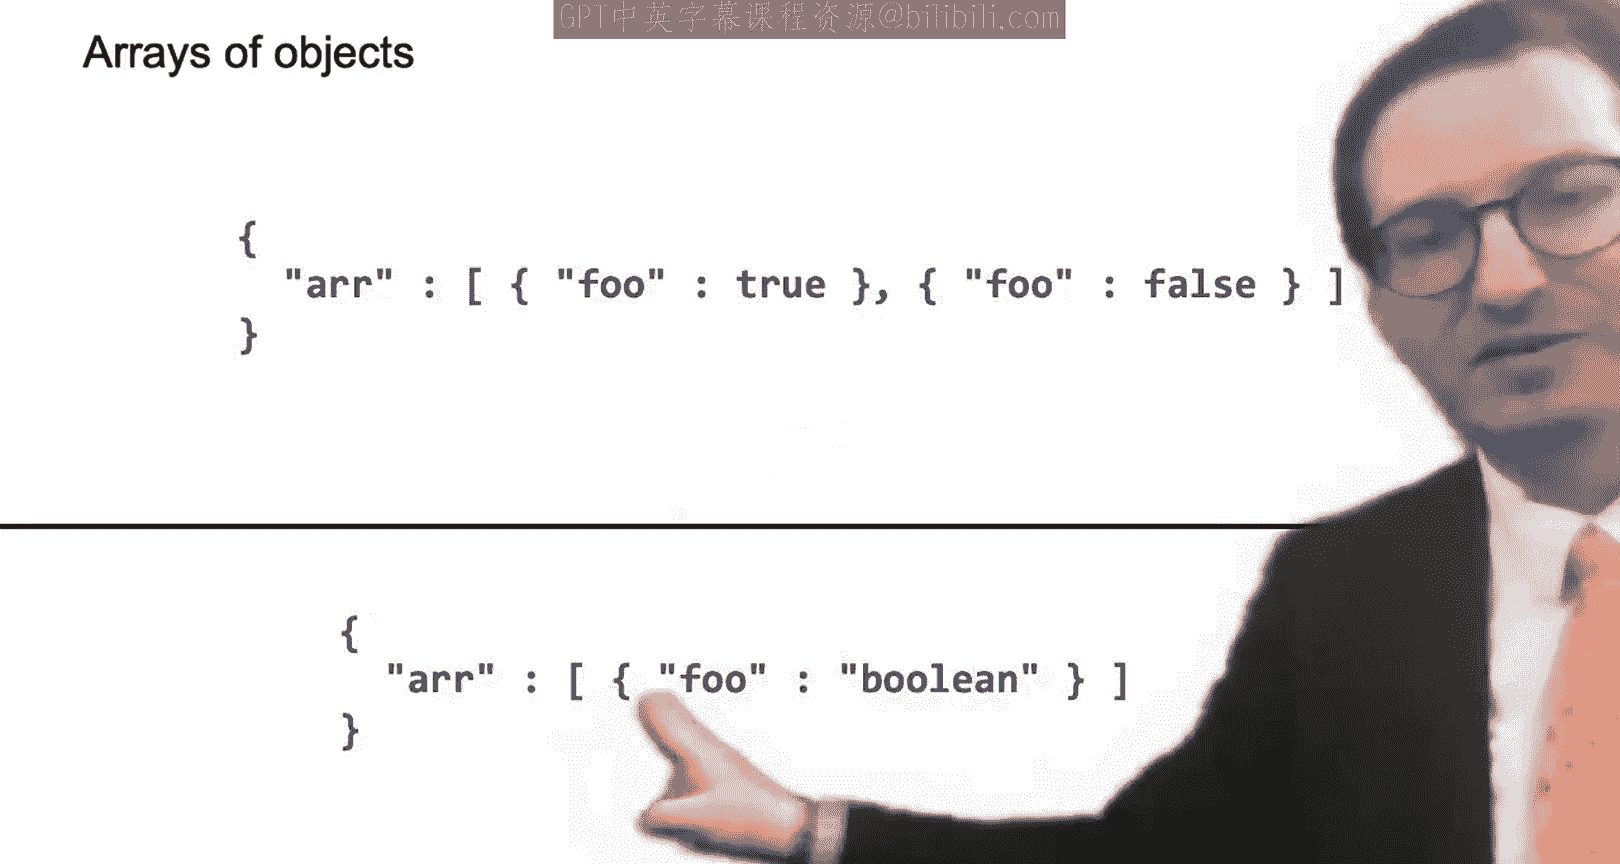 GPT中英字幕课程资源@bilibili.com
Arrays of objects
{
"arr" : [ { "foo" : true }, { "foo" : false } ]
}
{
"arr" : [ { "foo" : "boolean" } ]
}